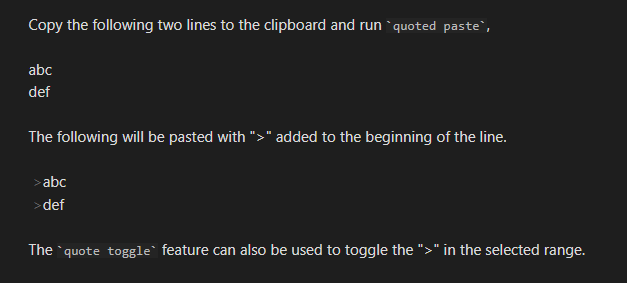 Copy the following two lines to the clipboard and run `quoted paste`,
abc
def
The following will be pasted with ">" added to the beginning of the line.
>abc
>def
The `quote toggle` feature can also be used to toggle the ">" in the selected range.